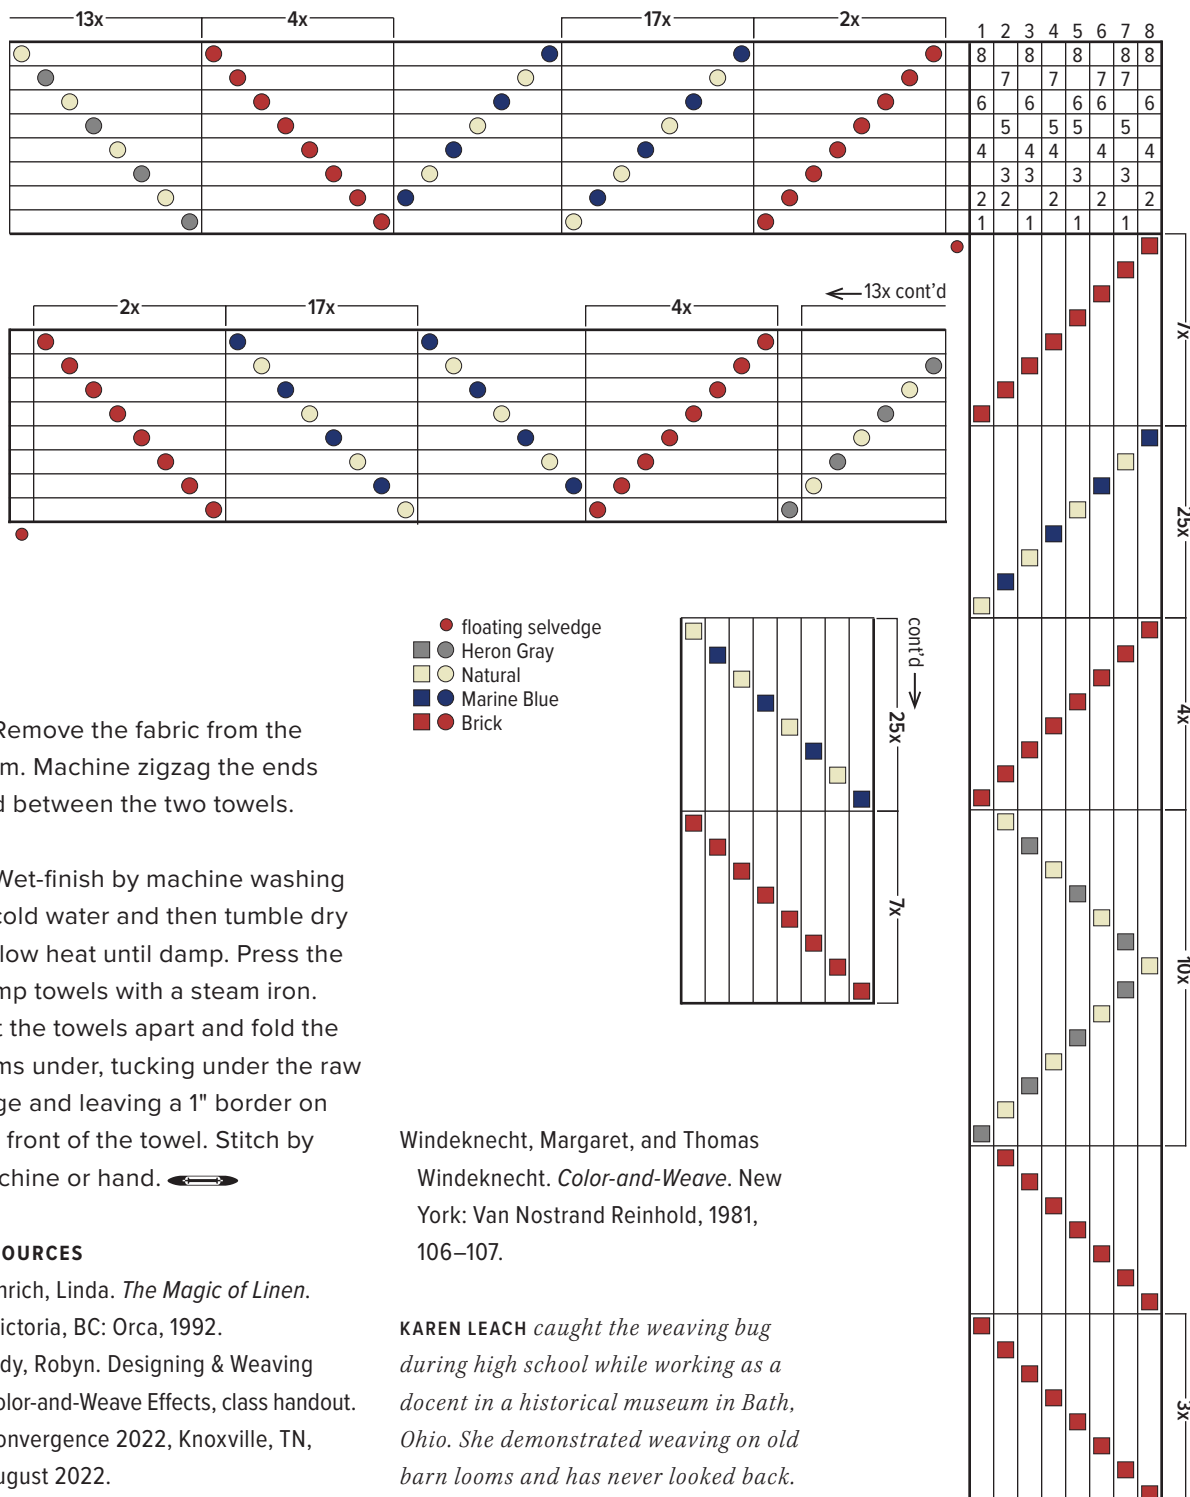 13x 4x 17x 2x
1 2 3 4 5 6 7 8
8 8 8 8 8
7 7 7 7
6 6 6 6 6
5 5 5 5
4 4 4 4 4
3 3 3 3
2 2 2 2 2
1 1 1 1
13x cont'd
2x 17x 4x
7x
25x
4x
10x
3x
floating selvedge
Heron Gray
Natural
Marine Blue
Brick
cont'd
25x
7x
Remove the fabric from the
m. Machine zigzag the ends
d between the two towels.
Wet-finish by machine washing
cold water and then tumble dry
low heat until damp. Press the
mp towels with a steam iron.
t the towels apart and fold the
ms under, tucking under the raw
ge and leaving a 1" border on
front of the towel. Stitch by
chine or hand.
OURCES
nrich, Linda. The Magic of Linen.
ictoria, BC: Orca, 1992.
dy, Robyn. Designing & Weaving
olor-and-Weave Effects, class handout.
onvergence 2022, Knoxville, TN,
ugust 2022.
Windeknecht, Margaret, and Thomas
Windeknecht. Color-and-Weave. New
York: Van Nostrand Reinhold, 1981,
106–107.
KAREN LEACH caught the weaving bug
during high school while working as a
docent in a historical museum in Bath,
Ohio. She demonstrated weaving on old
barn looms and has never looked back.